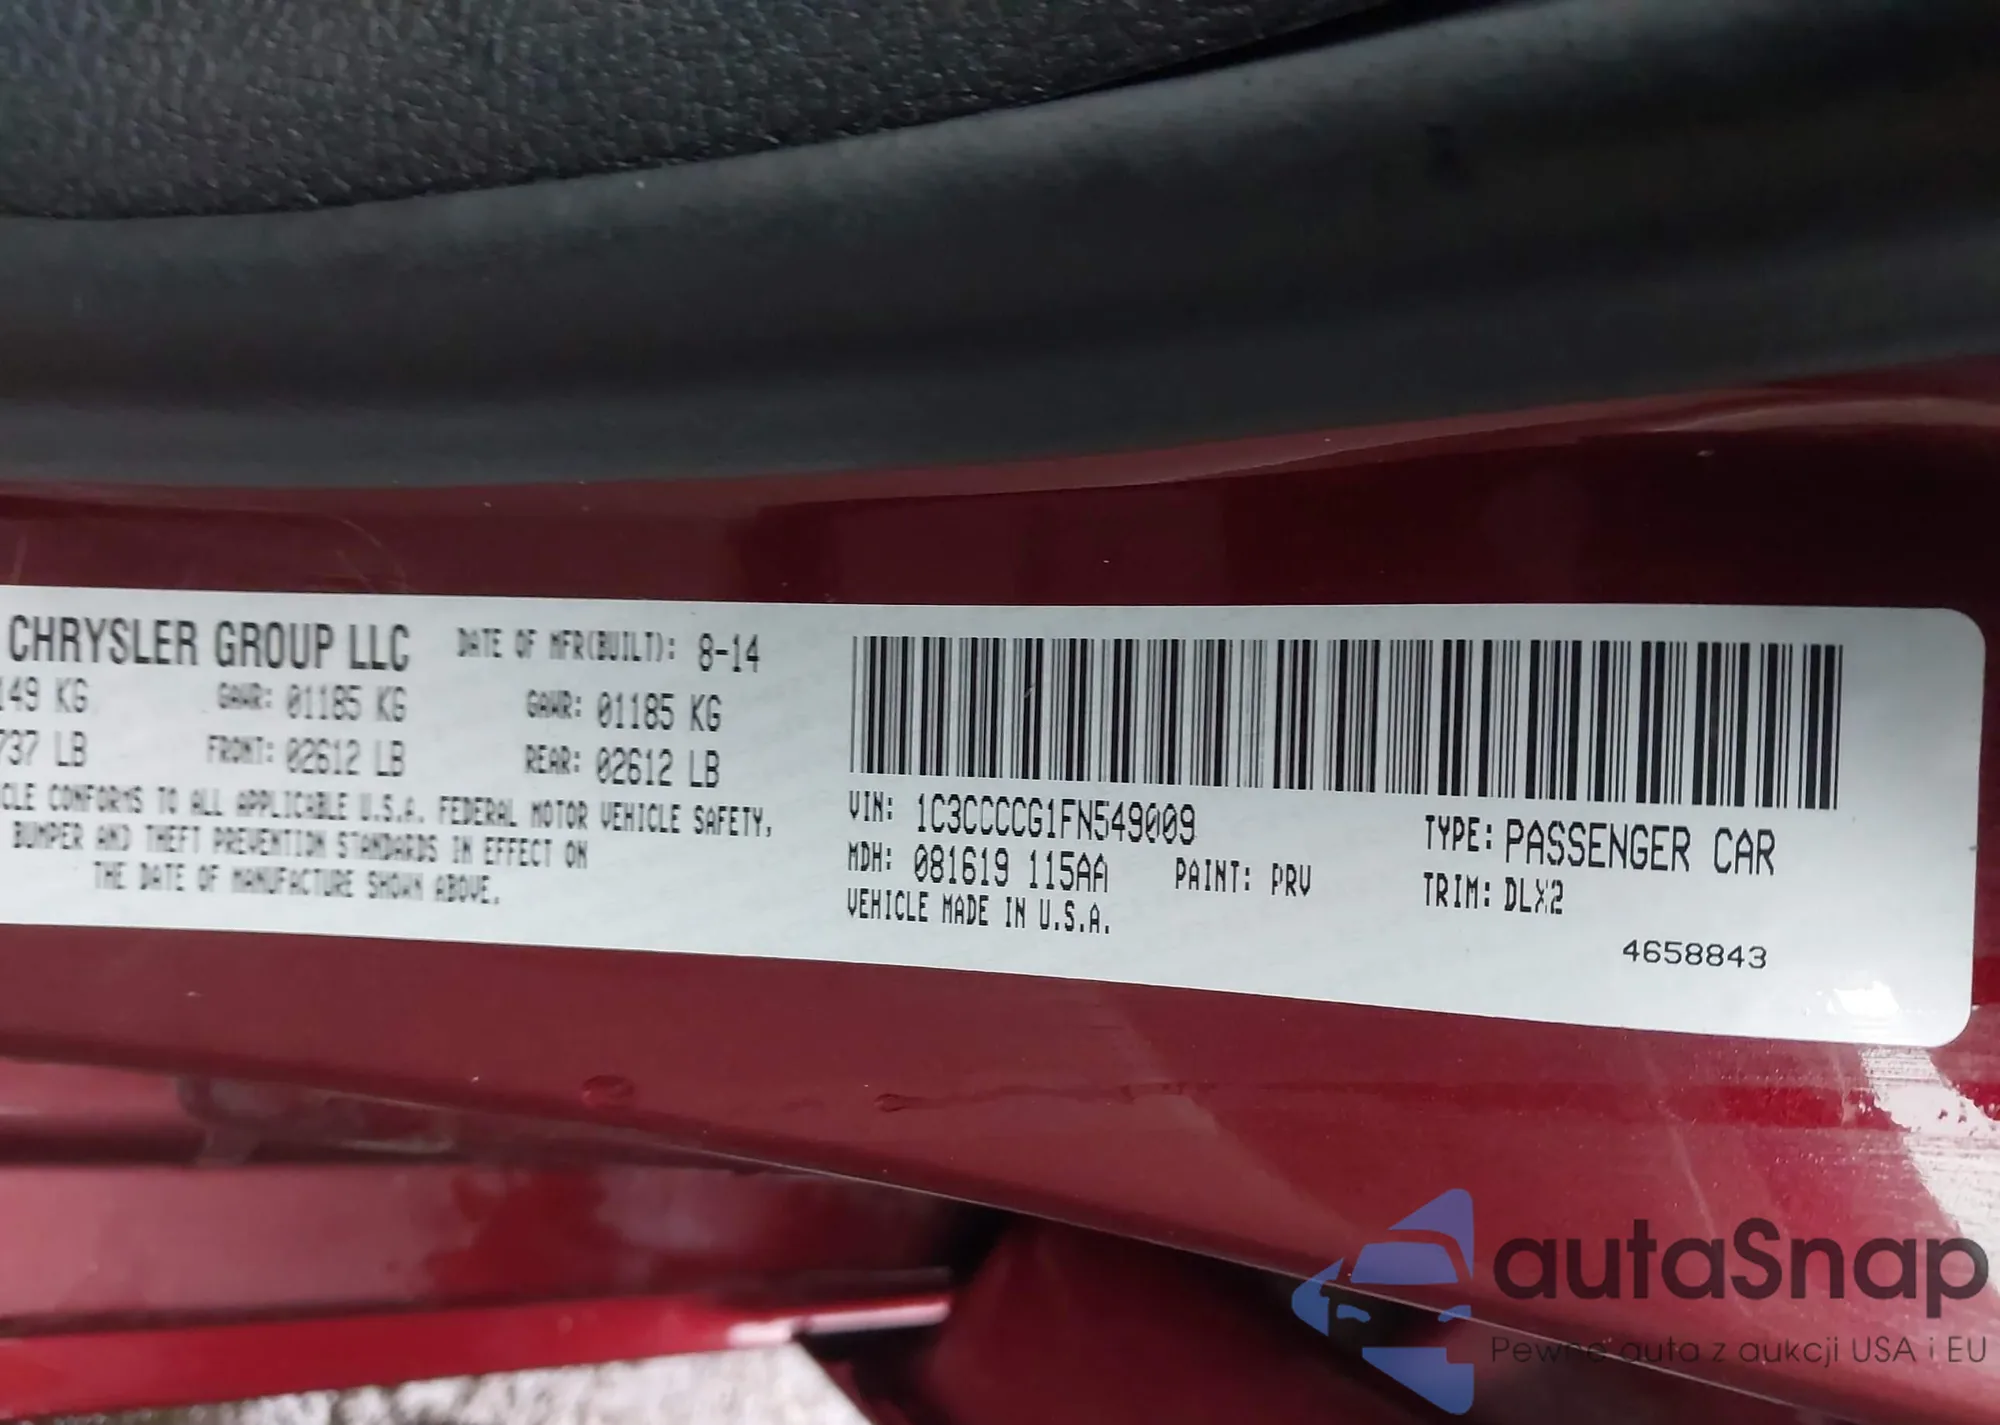 CHRYSLER GROUP LLC DATE OF MFR(BUILT): 8-14
149 KG GAWR: 01185 KG GAWR: 01185 KG
737 LB FRONT: 02612 LB REAR: 02612 LB
CLE CONFORMS TO ALL APPLICABLE U.S.A. FEDERAL MOTOR VEHICLE SAFETY,
BUMPER AND THEFT PREVENTION STANDARDS IN EFFECT ON
THE DATE OF MANUFACTURE SHOWN ABOVE.
VIN: 1C3CCCCG1FN549009 TYPE: PASSENGER CAR
MDH: 081619 115AA PAINT: PRV TRIM: DLX2
VEHICLE MADE IN U.S.A.
4658843
autaSnap
Pewne auta z aukcji USA i EU